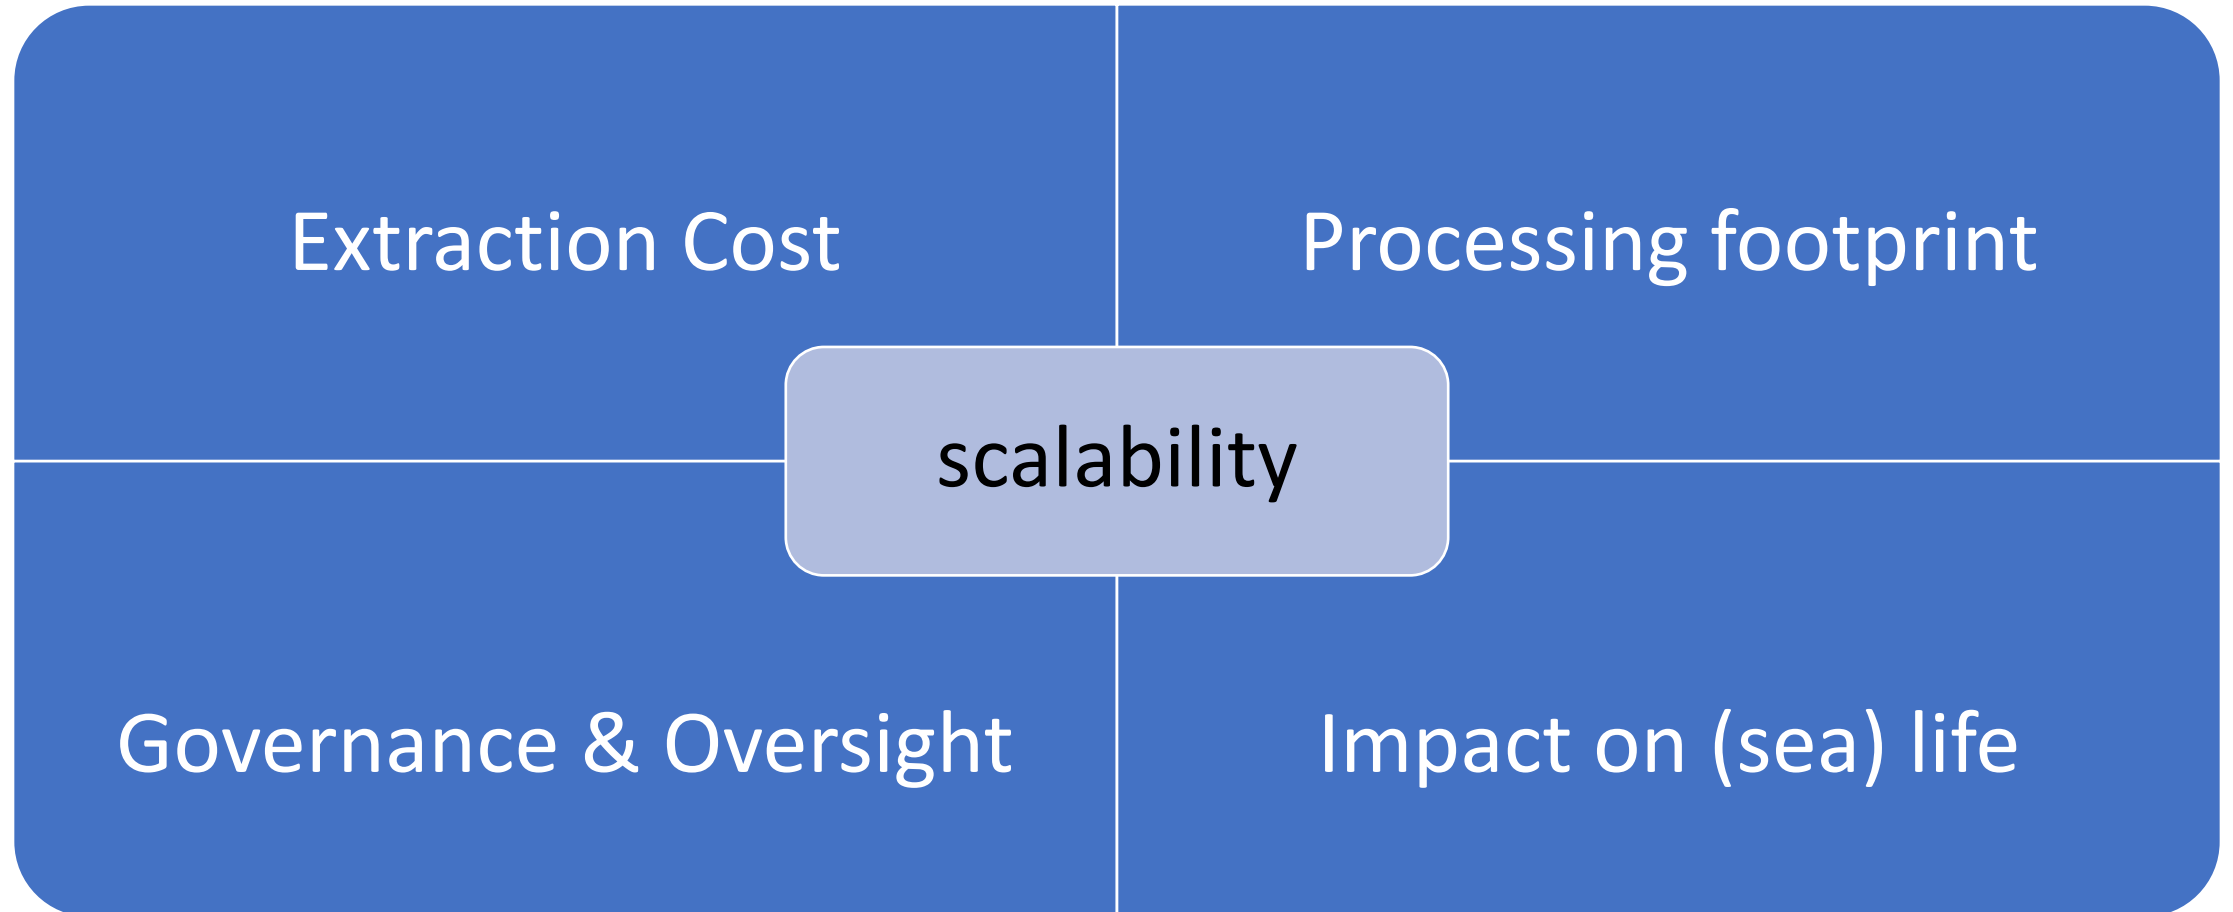 Extraction Cost
Processing footprint
scalability
Governance & Oversight
Impact on (sea) life